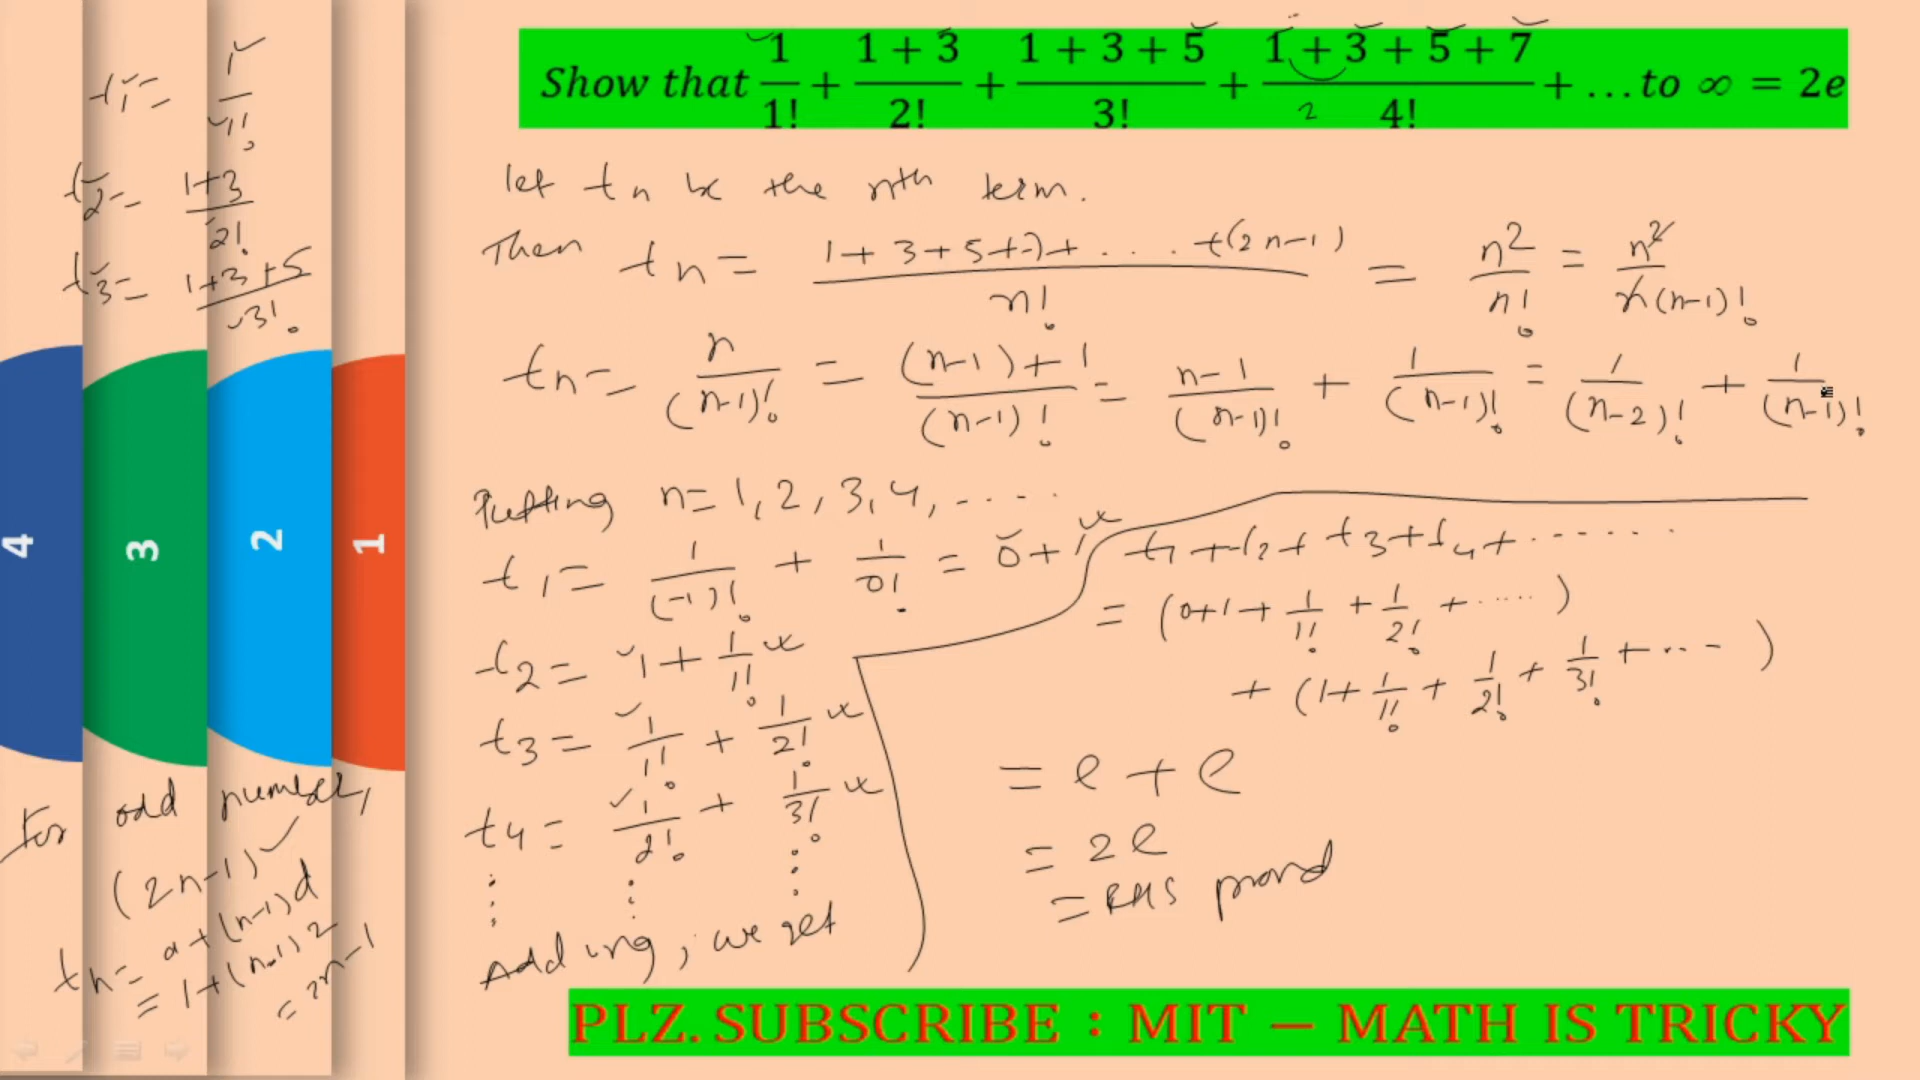 Show that 1/1! + (1 + 3)/2! + (1 + 3 + 5)/3! + (1 + 3 + 5 + 7)/4! + ... to ∞ = 2e
2
t1 = 1/1!
t2 = (1+3)/2!
t3 = (1+3+5)/3!
let tn be the nth term.
Then tn = (1+3+5+7+....+(2n-1))/n! = n²/n! = n²/n(n-1)!
tn = n/(n-1)! = ((n-1)+1)/(n-1)! = (n-1)/(n-1)! + 1/(n-1)! = 1/(n-2)! + 1/(n-1)!
Putting n = 1, 2, 3, 4, .....
t1 = 1/(-1)! + 1/0! = 0 + 1
t2 = 1 + 1/1!
t3 = 1/1! + 1/2!
t4 = 1/2! + 1/3!
Adding, we get
t1 + t2 + t3 + t4 + ......
= (0+1+ 1/1! + 1/2! + .....)
+ (1+ 1/1! + 1/2! + 1/3! + ....)
= e + e
= 2e
= RHS proved
4
3
2
1
For odd number,
(2n-1)
tn = a+(n-1)d
= 1+(n-1)2
= 2n-1
PLZ. SUBSCRIBE : MIT – MATH IS TRICKY